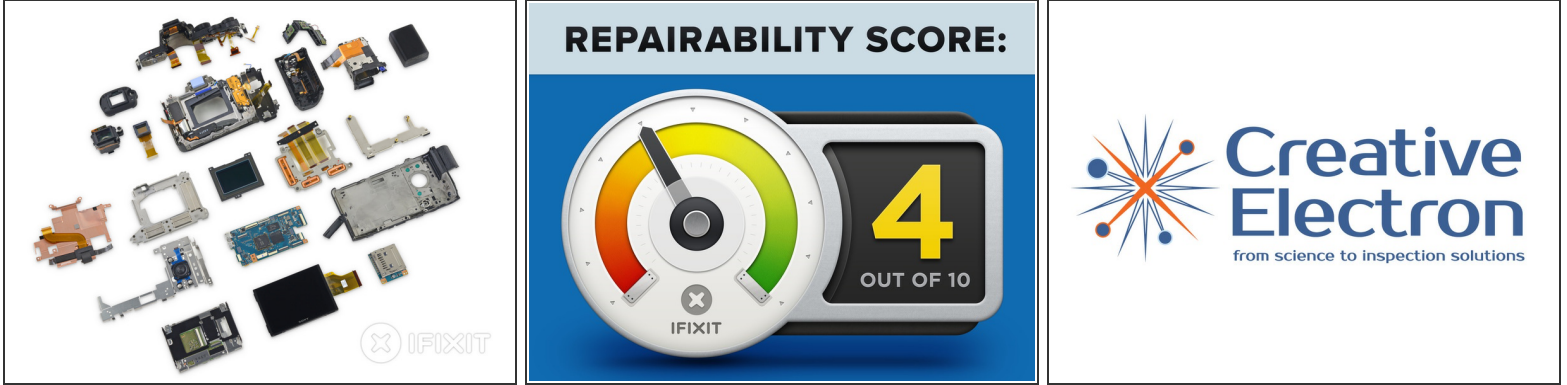 IFIXIT
REPAIRABILITY SCORE:
4
OUT OF 10
IFIXIT
Creative
Electron
from science to inspection solutions